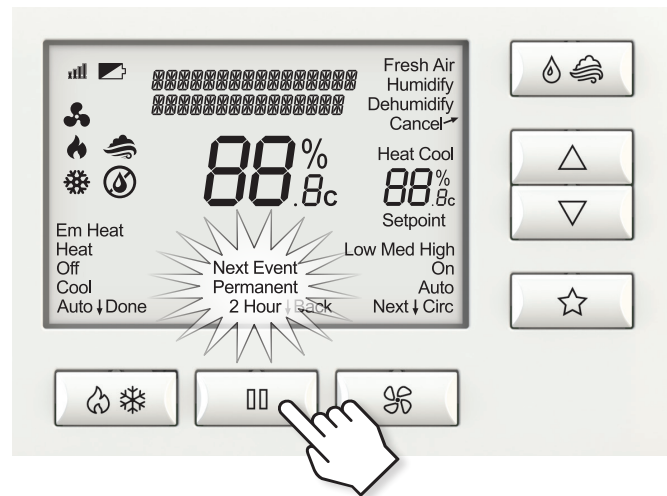 Fresh Air
Humidify
Dehumidify
Cancel
88%
.8c
Heat Cool
88%
.8c
Setpoint
Em Heat
Heat
Off
Cool
Auto↓Done
Next Event
Permanent
2 Hour↓Back
Low Med High
On
Auto
Next↓Circ